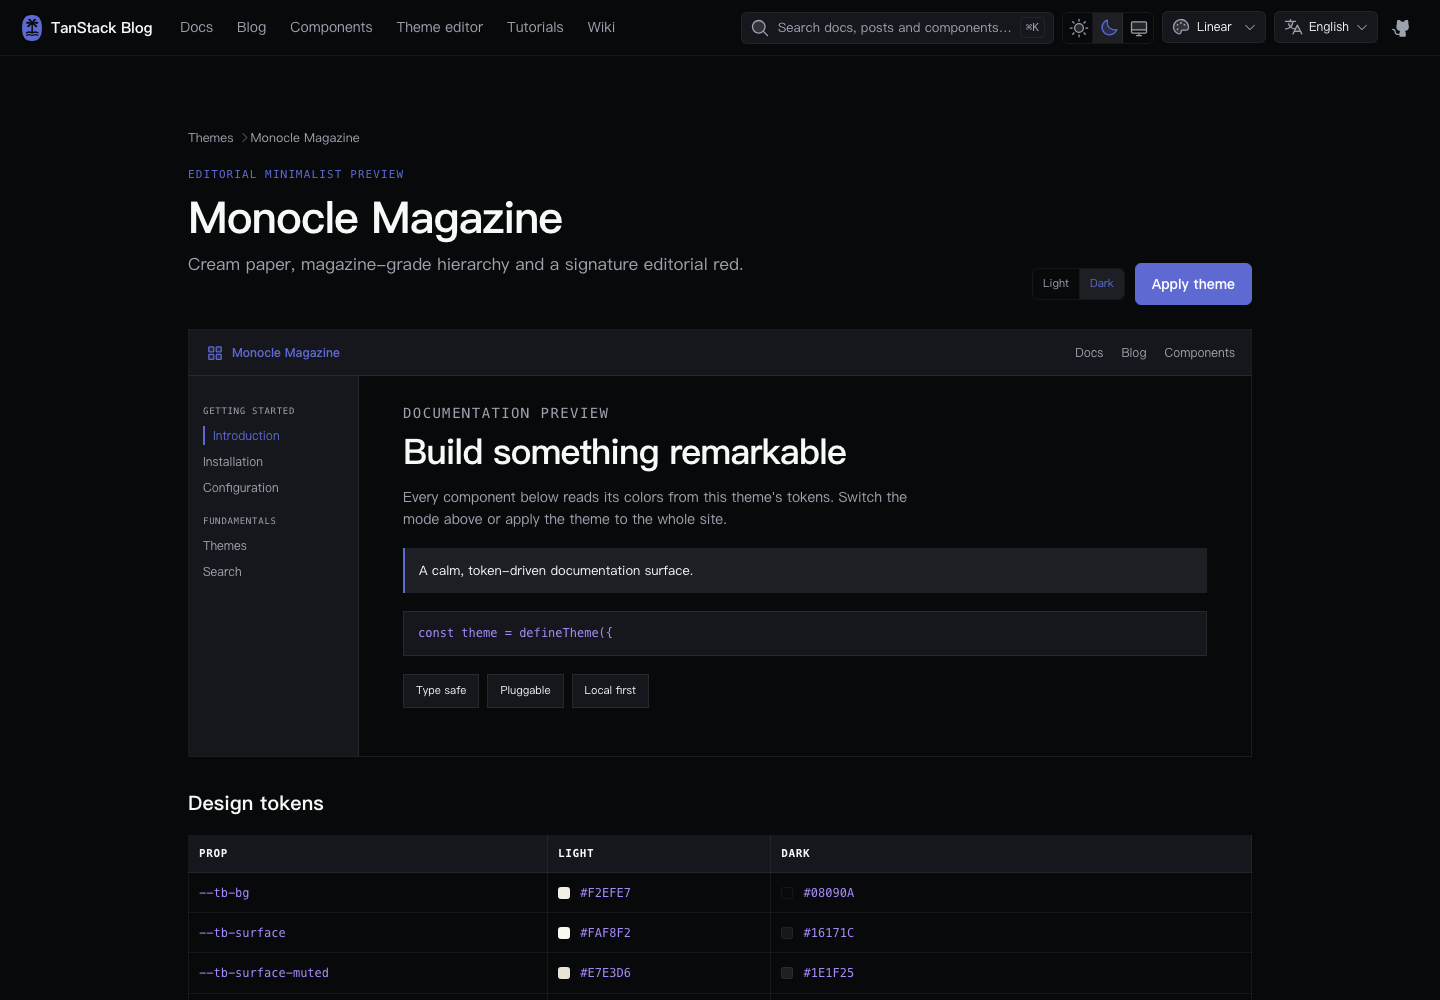 TanStack Blog
Docs
Blog
Components
Theme editor
Tutorials
Wiki
Search docs, posts and components...
⌘K
Linear
English
Themes
Monocle Magazine
EDITORIAL MINIMALIST PREVIEW
Monocle Magazine
Cream paper, magazine-grade hierarchy and a signature editorial red.
Light
Dark
Apply theme
Monocle Magazine
Docs
Blog
Components
GETTING STARTED
Introduction
Installation
Configuration
FUNDAMENTALS
Themes
Search
DOCUMENTATION PREVIEW
Build something remarkable
Every component below reads its colors from this theme's tokens. Switch the
mode above or apply the theme to the whole site.
A calm, token-driven documentation surface.
const theme = defineTheme({
Type safe
Pluggable
Local first
Design tokens
PROP
LIGHT
DARK
--tb-bg
#F2EFE7
#08090A
--tb-surface
#FAF8F2
#16171C
--tb-surface-muted
#E7E3D6
#1E1F25